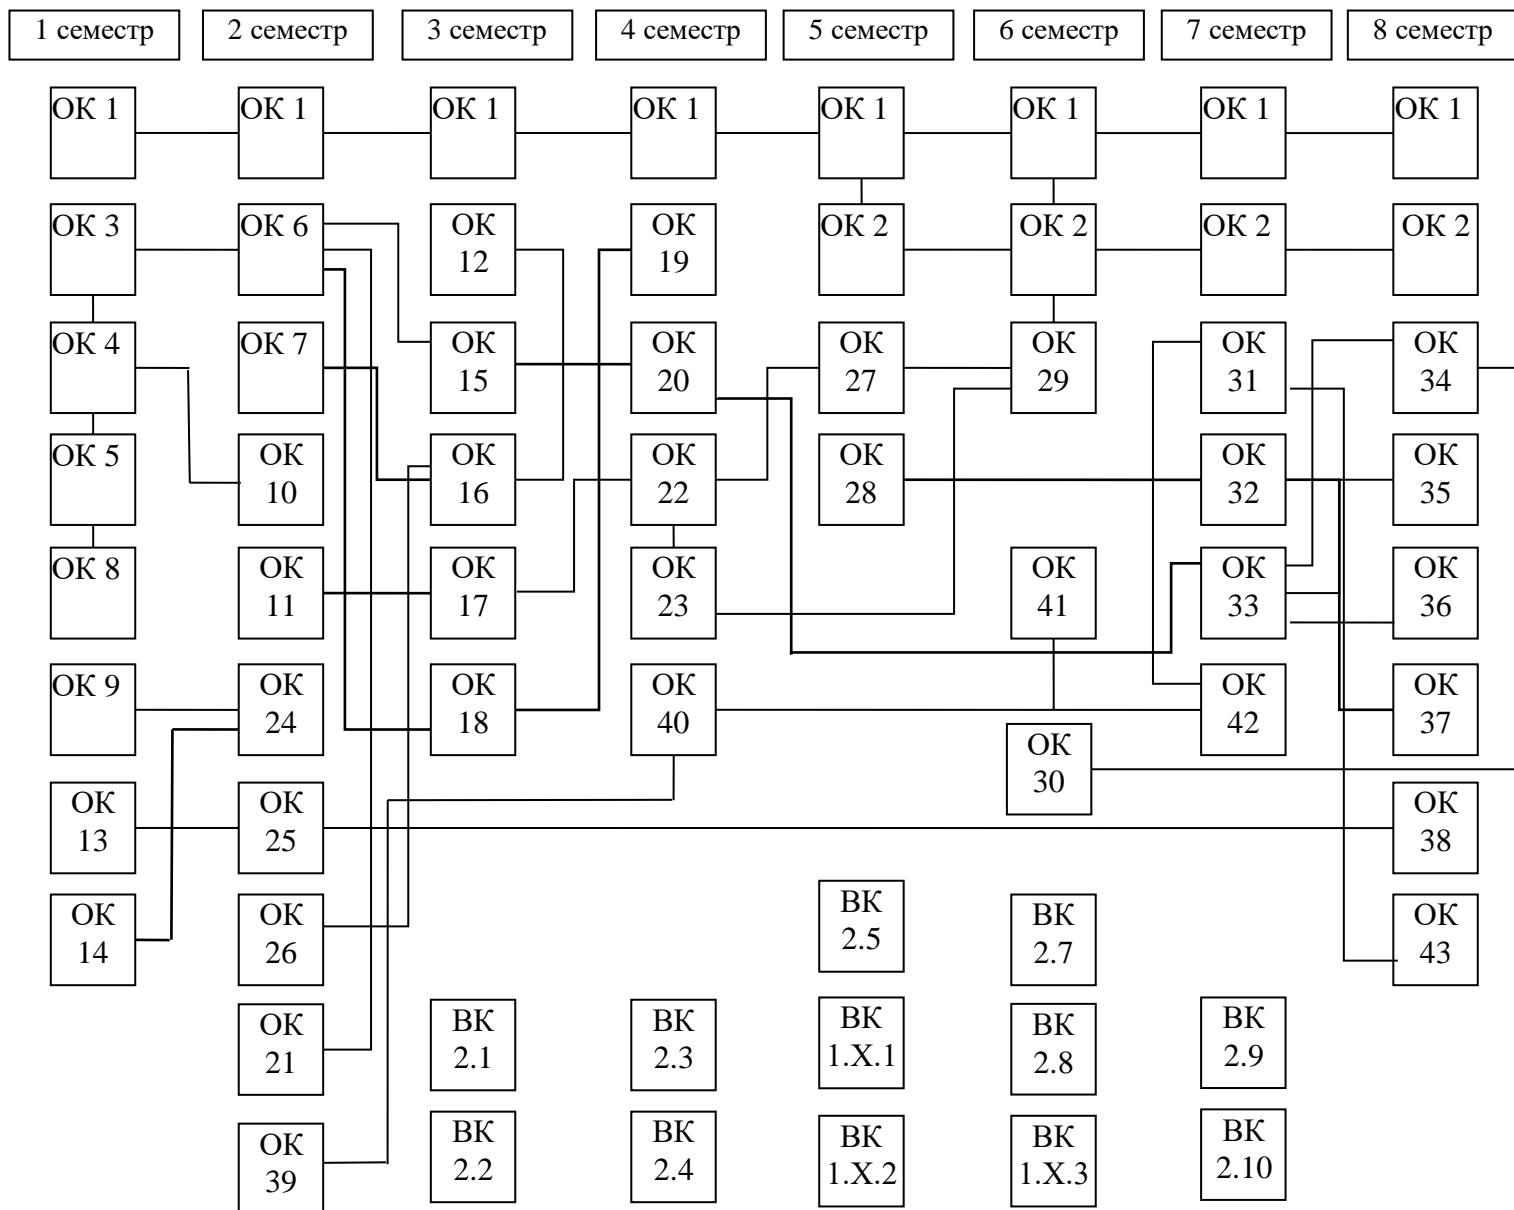 1 семестр
2 семестр
3 семестр
4 семестр
5 семестр
6 семестр
7 семестр
8 семестр
ОК 1
ОК 1
ОК 1
ОК 1
ОК 1
ОК 1
ОК 1
ОК 1
ОК 3
ОК 6
ОК
12
ОК
19
ОК 2
ОК 2
ОК 2
ОК 2
ОК 4
ОК 7
ОК
15
ОК
20
ОК
27
ОК
29
ОК
31
ОК
34
ОК 5
ОК
10
ОК
16
ОК
22
ОК
28
ОК
32
ОК
35
ОК 8
ОК
11
ОК
17
ОК
23
ОК
41
ОК
33
ОК
36
ОК 9
ОК
24
ОК
18
ОК
40
ОК
42
ОК
37
ОК
30
ОК
13
ОК
25
ОК
38
ОК
14
ОК
26
ВК
2.5
ВК
2.7
ОК
43
ОК
21
ВК
2.1
ВК
2.3
ВК
1.Х.1
ВК
2.8
ВК
2.9
ОК
39
ВК
2.2
ВК
2.4
ВК
1.Х.2
ВК
1.Х.3
ВК
2.10